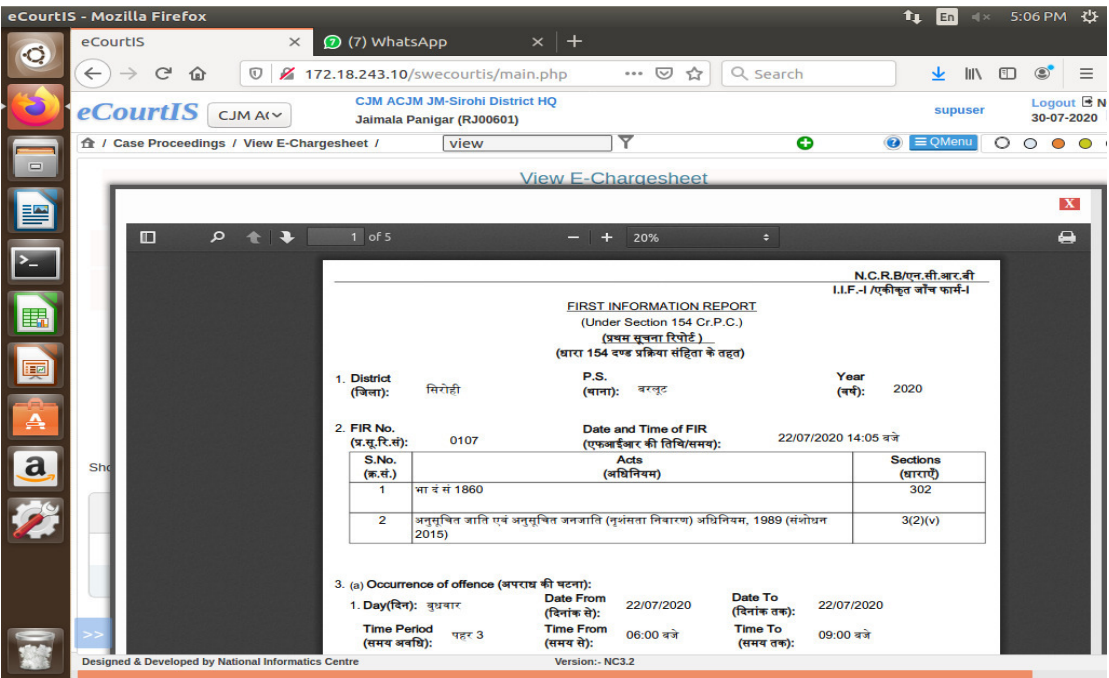 eCourtIS - Mozilla Firefox
En
5:06 PM
eCourtIS
(7) WhatsApp
172.18.243.10/swecourtis/main.php
Search
eCourtIS
CJM A(
CJM ACJM JM-Sirohi District HQ
Jaimala Panigar (RJ00601)
supuser
Logout
N
30-07-2020
/ Case Proceedings / View E-Chargesheet /
view
QMenu
View E-Chargesheet
X
1 of 5
20%
N.C.R.B/एन.सी.आर.बी
I.I.F.-I /एकीकृत जाँच फार्म-I
FIRST INFORMATION REPORT
(Under Section 154 Cr.P.C.)
(प्रथम सूचना रिपोर्ट )
(धारा 154 दण्ड प्रक्रिया संहिता के तहत)
1. District P.S. Year
(जिला): सिरोही (थाना): बरलूट (वर्ष): 2020
2. FIR No. Date and Time of FIR
(प्र.सू.रि.सं): 0107 (एफआईआर की तिथि/समय): 22/07/2020 14:05 बजे
S.No. Acts Sections
(क्र.सं.) (अधिनियम) (धाराएँ)
1 भा दं सं 1860 302
2 अनुसूचित जाति एवं अनुसूचित जनजाति (नृशंसता निवारण) अधिनियम, 1989 (संशोधन 3(2)(v)
2015)
Sho
3. (a) Occurrence of offence (अपराध की घटना):
1. Day(दिन): बुधवार Date From 22/07/2020 Date To 22/07/2020
(दिनांक से): (दिनांक तक):
Time Period पहर 3 Time From 06:00 बजे Time To 09:00 बजे
(समय अवधि): (समय से): (समय तक):
>>
Designed & Developed by National Informatics Centre
Version:- NC3.2